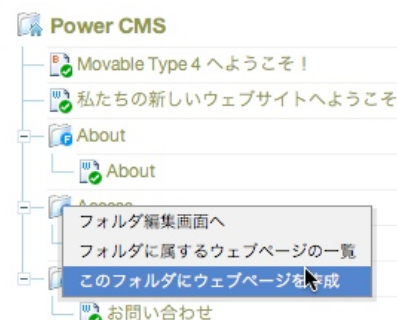 Power CMS
Movable Type 4 へようこそ！
私たちの新しいウェブサイトへようこそ
About
About
Access
フォルダ編集画面へ
フォルダに属するウェブページの一覧
このフォルダにウェブページを作成
お問い合わせ